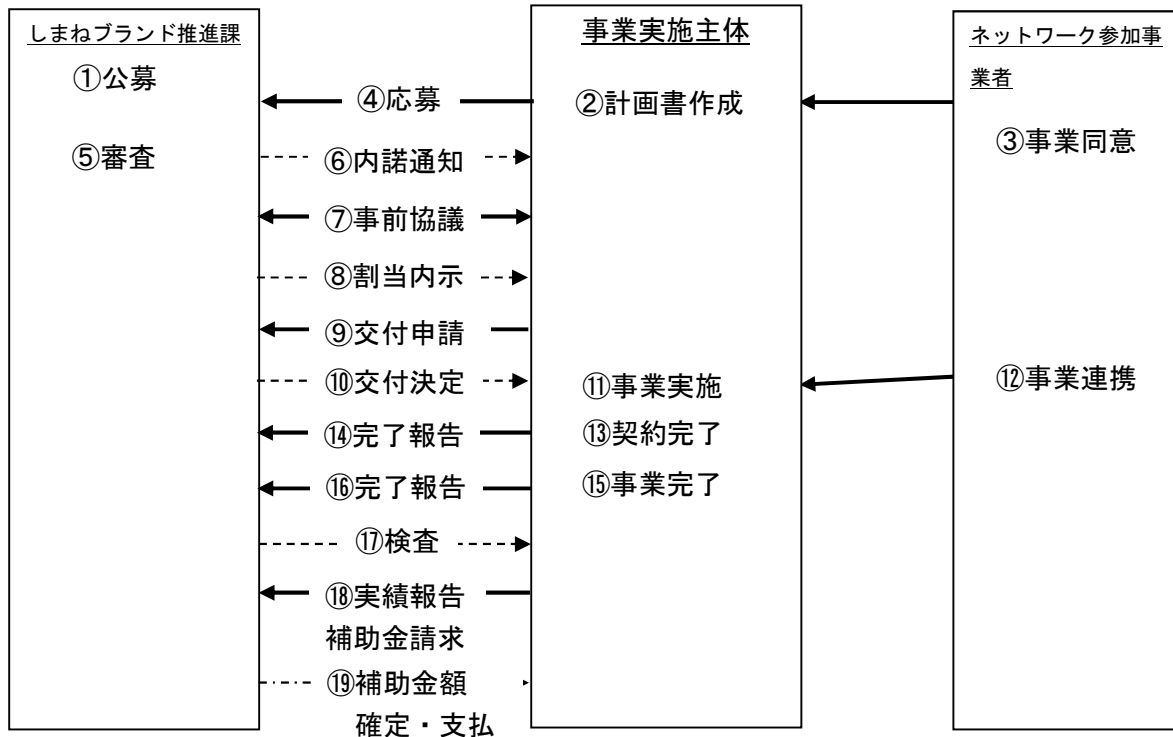 しまねブランド推進課
①公募
⑤審査
④応募
⑥内諾通知
⑦事前協議
⑧割当内示
⑨交付申請
⑩交付決定
⑭完了報告
⑯完了報告
⑰検査
⑱実績報告
補助金請求
⑲補助金額
確定・支払
事業実施主体
②計画書作成
⑪事業実施
⑬契約完了
⑮事業完了
ネットワーク参加事
業者
③事業同意
⑫事業連携